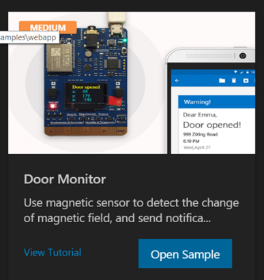 MEDIUM
amples\webapp
Door opened
Warning!
Dear Emma,
Door opened!
Door Monitor
Use magnetic sensor to detect the change
of magnetic field, and send notifica...
View Tutorial
Open Sample